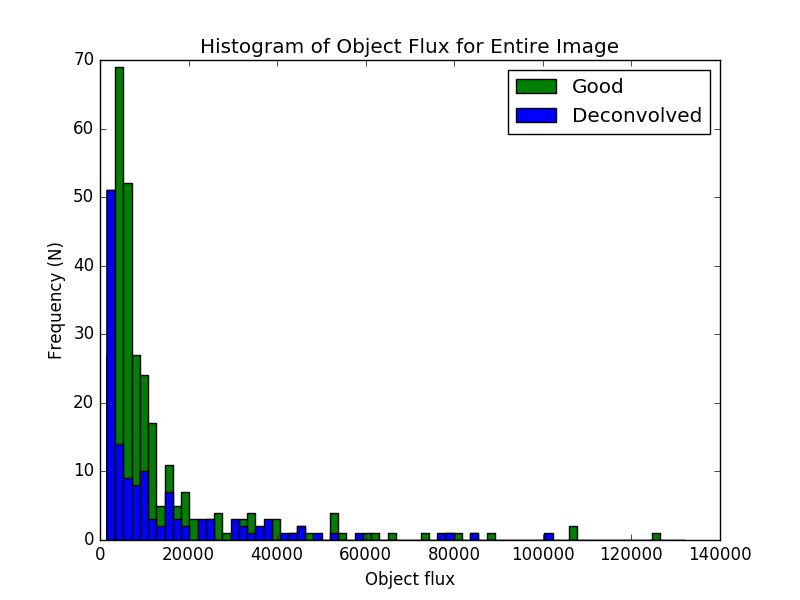 Histogram of Object Flux for Entire Image
Good
Deconvolved
Frequency (N)
70
60
50
40
30
20
10
0
0 20000 40000 60000 80000 100000 120000 140000
Object flux